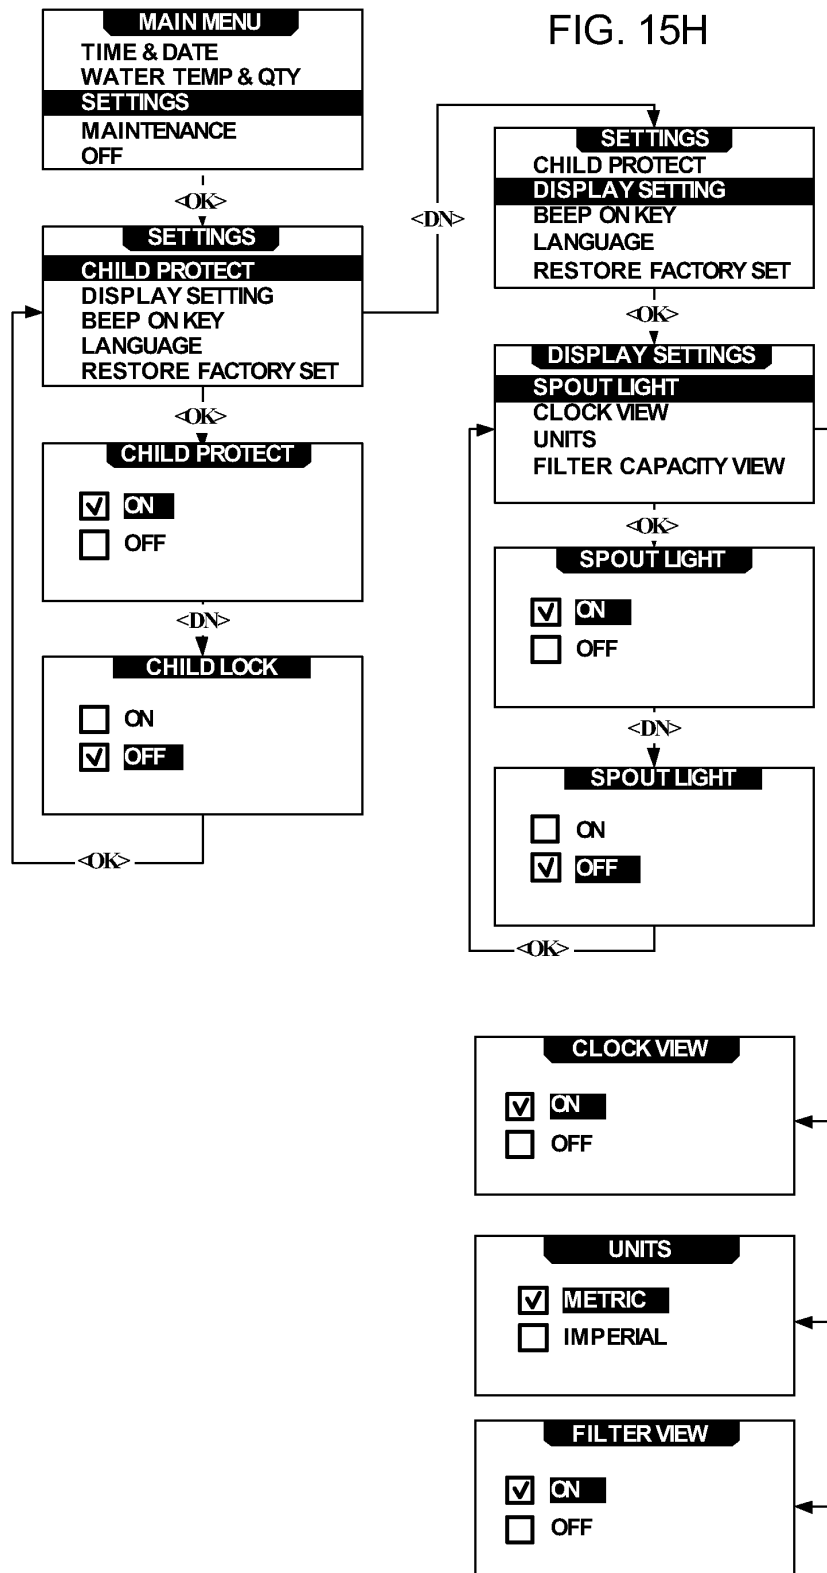 FIG. 15H
MAIN MENU
TIME & DATE
WATER TEMP & QTY
SETTINGS
MAINTENANCE
OFF
<OK>
SETTINGS
CHILD PROTECT
DISPLAY SETTING
BEEP ON KEY
LANGUAGE
RESTORE FACTORY SET
<OK>
CHILD PROTECT
ON
OFF
<DN>
CHILD LOCK
ON
OFF
<OK>
<DN>
SETTINGS
CHILD PROTECT
DISPLAY SETTING
BEEP ON KEY
LANGUAGE
RESTORE FACTORY SET
<OK>
DISPLAY SETTINGS
SPOUT LIGHT
CLOCK VIEW
UNITS
FILTER CAPACITY VIEW
<OK>
SPOUT LIGHT
ON
OFF
<DN>
SPOUT LIGHT
ON
OFF
<OK>
CLOCK VIEW
ON
OFF
UNITS
METRIC
IMPERIAL
FILTER VIEW
ON
OFF